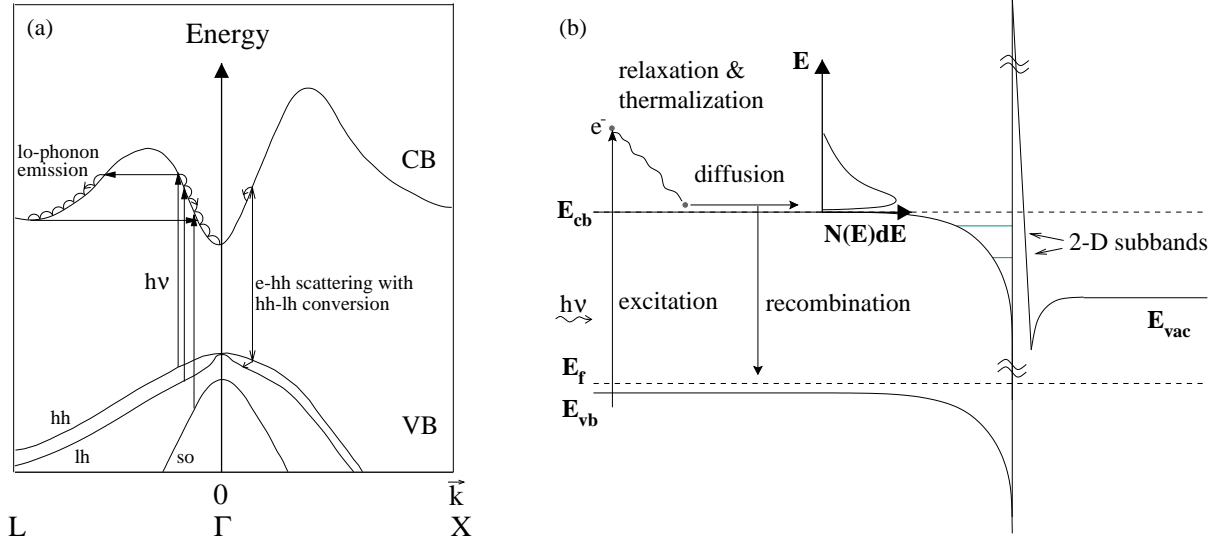 (a)
Energy
lo-phonon
emission
CB
hν
e-hh scattering with
hh-lh conversion
hh
lh
so
VB
0
k
L
Γ
X
(b)
E
relaxation &
thermalization
e-
diffusion
Ecb
N(E)dE
2-D subbands
hν
excitation
recombination
Evac
Ef
Evb